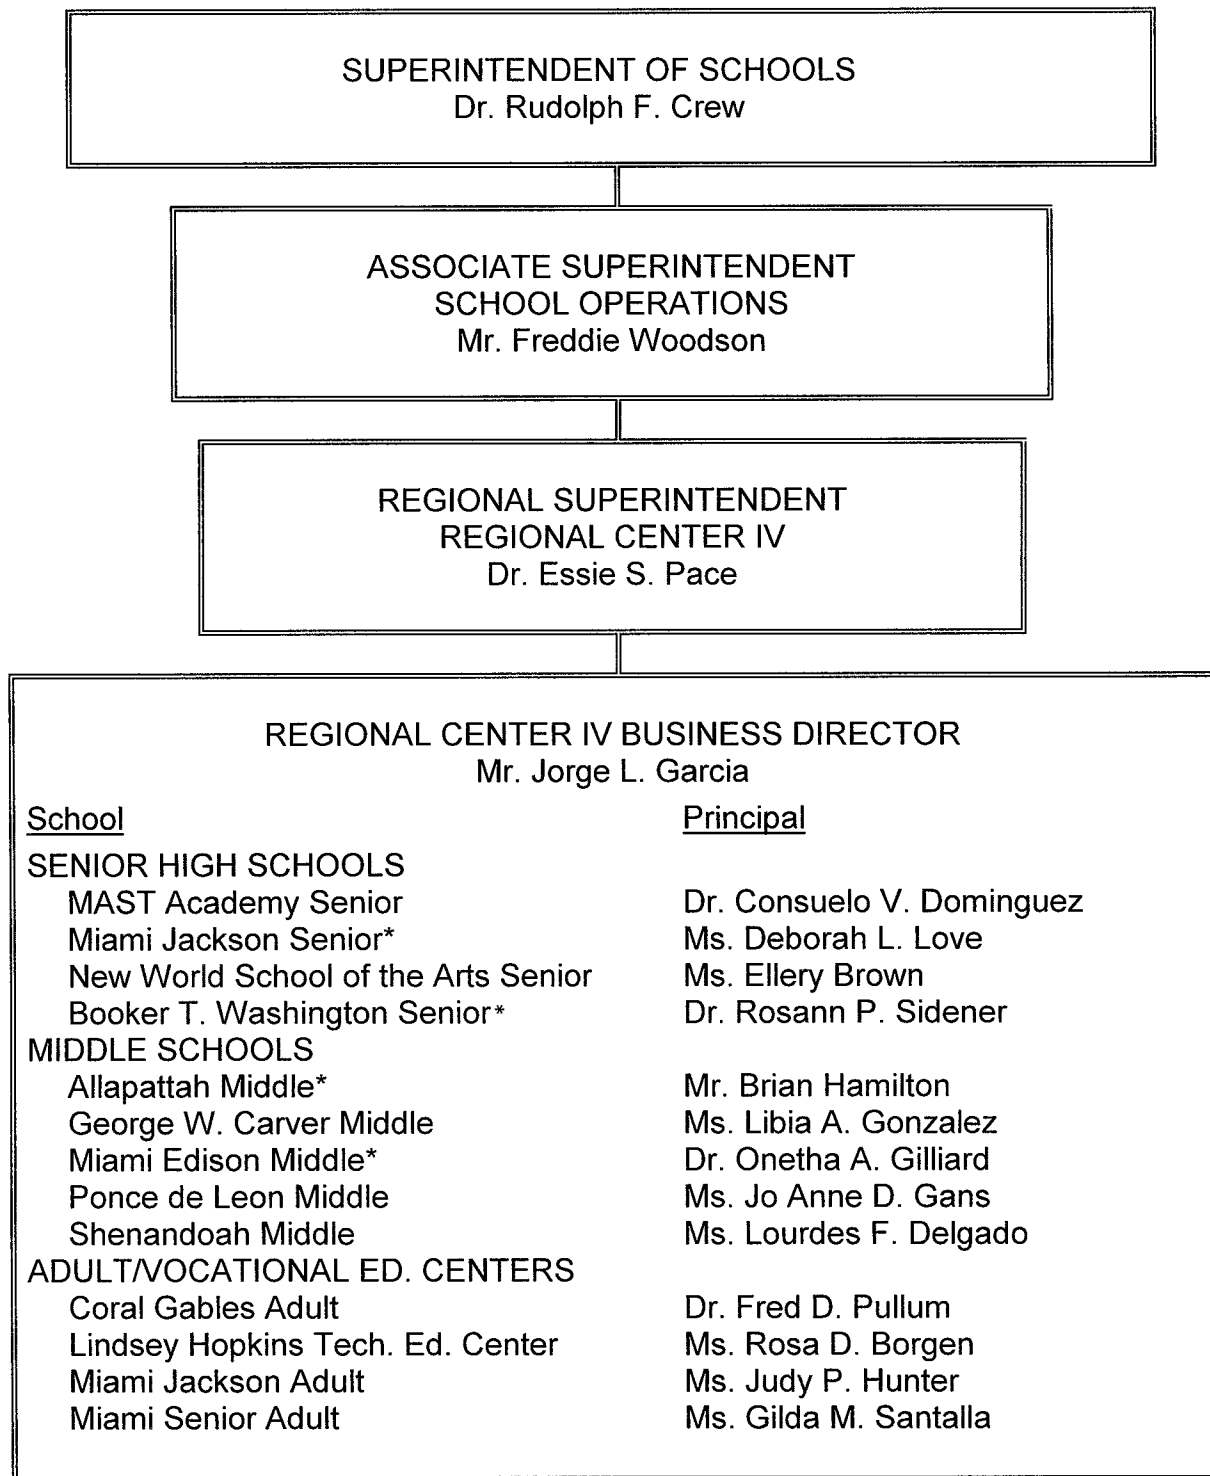 SUPERINTENDENT OF SCHOOLS
Dr. Rudolph F. Crew
ASSOCIATE SUPERINTENDENT
SCHOOL OPERATIONS
Mr. Freddie Woodson
REGIONAL SUPERINTENDENT
REGIONAL CENTER IV
Dr. Essie S. Pace
REGIONAL CENTER IV BUSINESS DIRECTOR
Mr. Jorge L. Garcia
School Principal
SENIOR HIGH SCHOOLS
MAST Academy Senior Dr. Consuelo V. Dominguez
Miami Jackson Senior* Ms. Deborah L. Love
New World School of the Arts Senior Ms. Ellery Brown
Booker T. Washington Senior* Dr. Rosann P. Sidener
MIDDLE SCHOOLS
Allapattah Middle* Mr. Brian Hamilton
George W. Carver Middle Ms. Libia A. Gonzalez
Miami Edison Middle* Dr. Onetha A. Gilliard
Ponce de Leon Middle Ms. Jo Anne D. Gans
Shenandoah Middle Ms. Lourdes F. Delgado
ADULT/VOCATIONAL ED. CENTERS
Coral Gables Adult Dr. Fred D. Pullum
Lindsey Hopkins Tech. Ed. Center Ms. Rosa D. Borgen
Miami Jackson Adult Ms. Judy P. Hunter
Miami Senior Adult Ms. Gilda M. Santalla